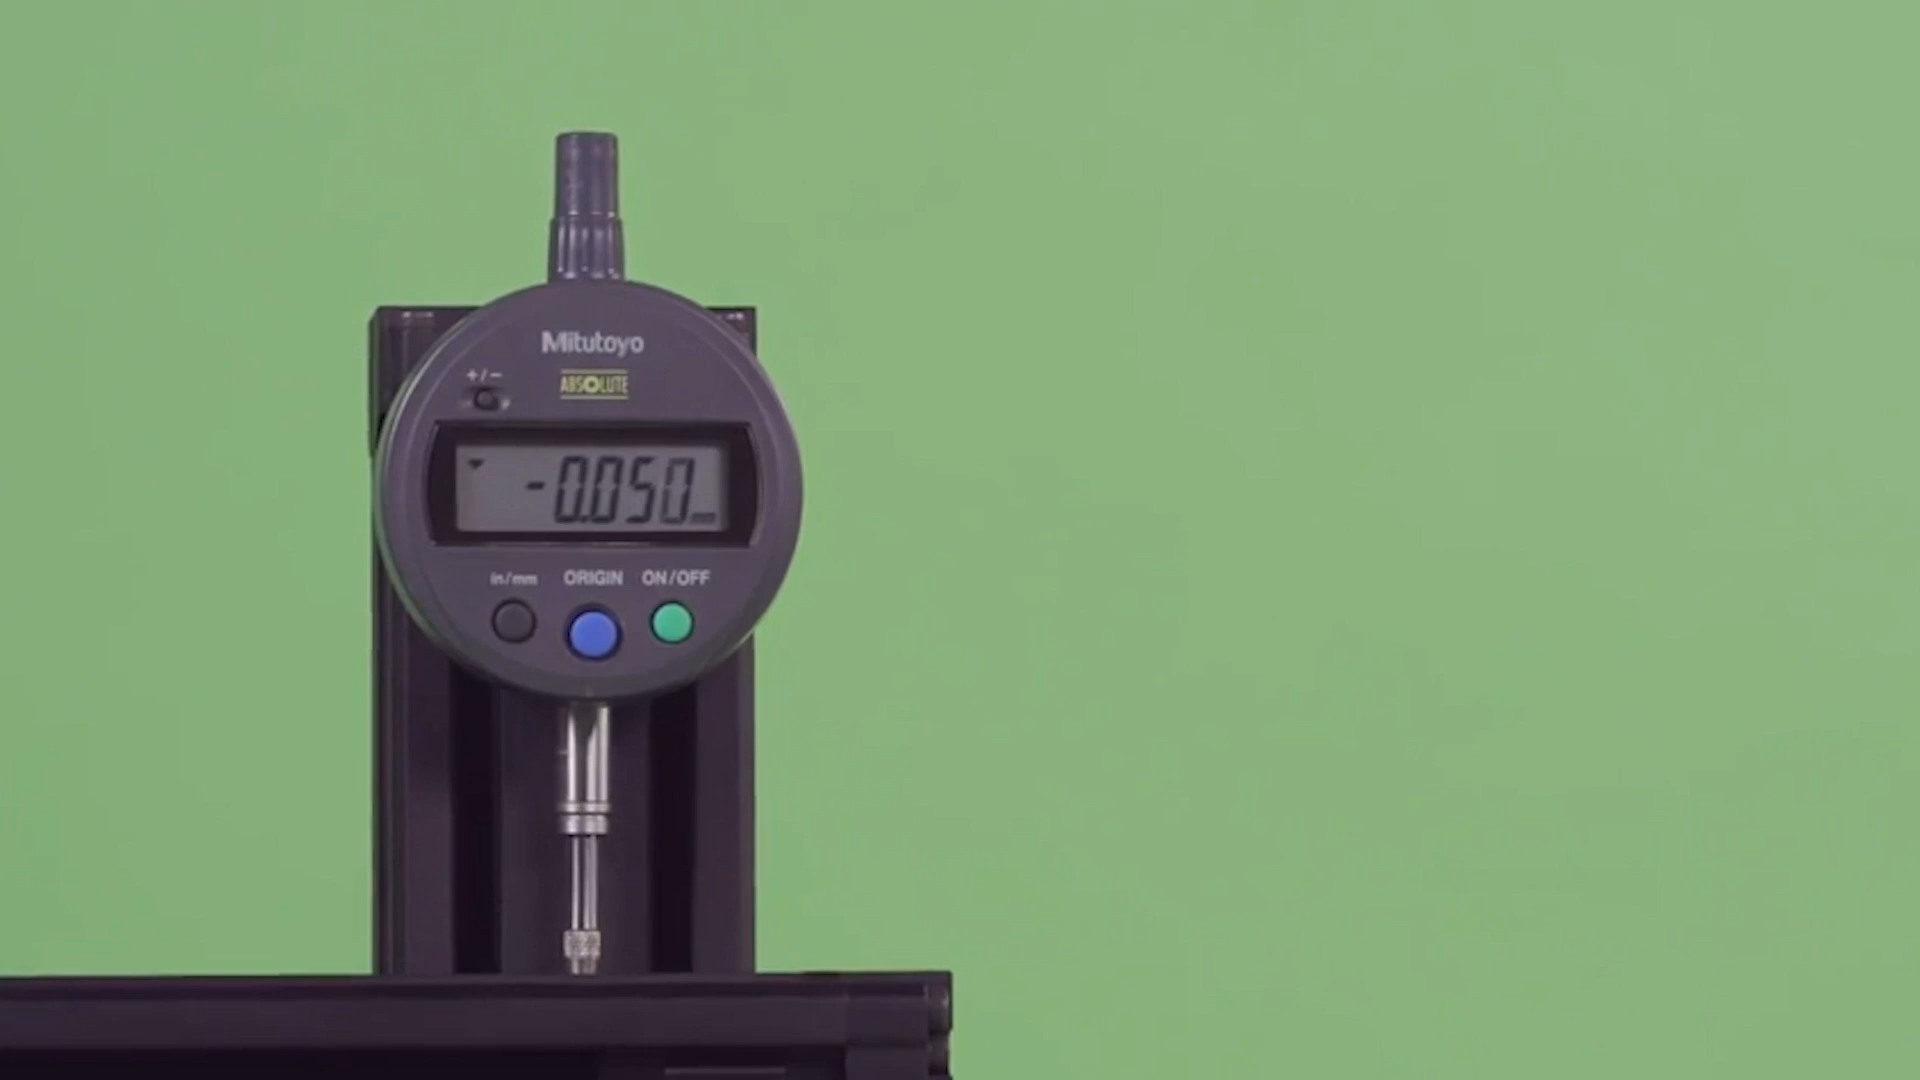 Mitutoyo
+/−
ABSOLUTE
-0.050 mm
in/mm ORIGIN ON/OFF